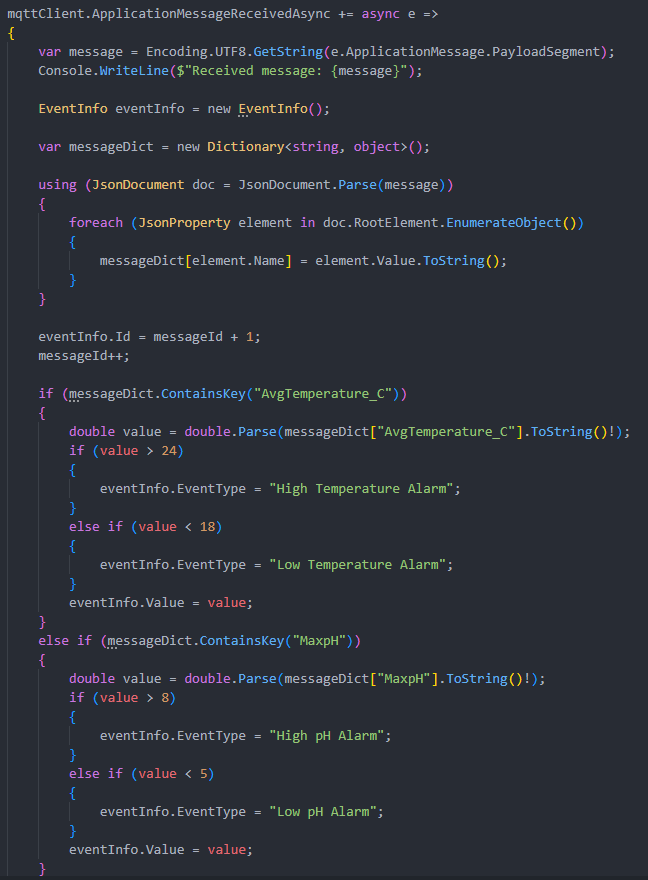 mqttClient.ApplicationMessageReceivedAsync += async e =>
{
    var message = Encoding.UTF8.GetString(e.ApplicationMessage.PayloadSegment);
    Console.WriteLine($"Received message: {message}");

    EventInfo eventInfo = new EventInfo();

    var messageDict = new Dictionary<string, object>();

    using (JsonDocument doc = JsonDocument.Parse(message))
    {
        foreach (JsonProperty element in doc.RootElement.EnumerateObject())
        {
            messageDict[element.Name] = element.Value.ToString();
        }
    }

    eventInfo.Id = messageId + 1;
    messageId++;

    if (messageDict.ContainsKey("AvgTemperature_C"))
    {
        double value = double.Parse(messageDict["AvgTemperature_C"].ToString()!);
        if (value > 24)
        {
            eventInfo.EventType = "High Temperature Alarm";
        }
        else if (value < 18)
        {
            eventInfo.EventType = "Low Temperature Alarm";
        }
        eventInfo.Value = value;
    }
    else if (messageDict.ContainsKey("MaxpH"))
    {
        double value = double.Parse(messageDict["MaxpH"].ToString()!);
        if (value > 8)
        {
            eventInfo.EventType = "High pH Alarm";
        }
        else if (value < 5)
        {
            eventInfo.EventType = "Low pH Alarm";
        }
        eventInfo.Value = value;
    }